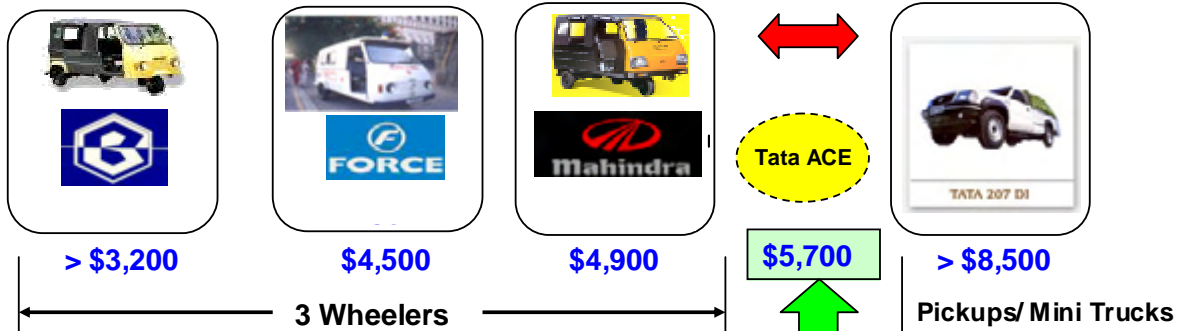 FORCE
Mahindra
Tata ACE
TATA 207 DI
> $3,200
$4,500
$4,900
$5,700
> $8,500
3 Wheelers
Pickups/ Mini Trucks